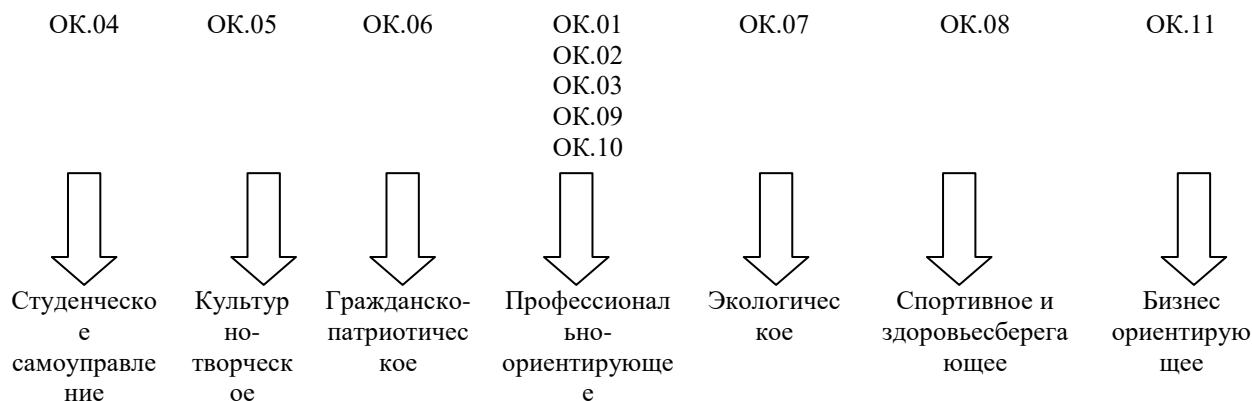 ОК.04 ОК.05 ОК.06 ОК.01 ОК.07 ОК.08 ОК.11
ОК.02
ОК.03
ОК.09
ОК.10
Студенческо Культур Гражданско- Профессионал Экологичес Спортивное и Бизнес
е но- патриотичес ьно- кое здоровьесберега ориентирую
самоуправле творческ кое ориентирующе ющее щее
ние ое е